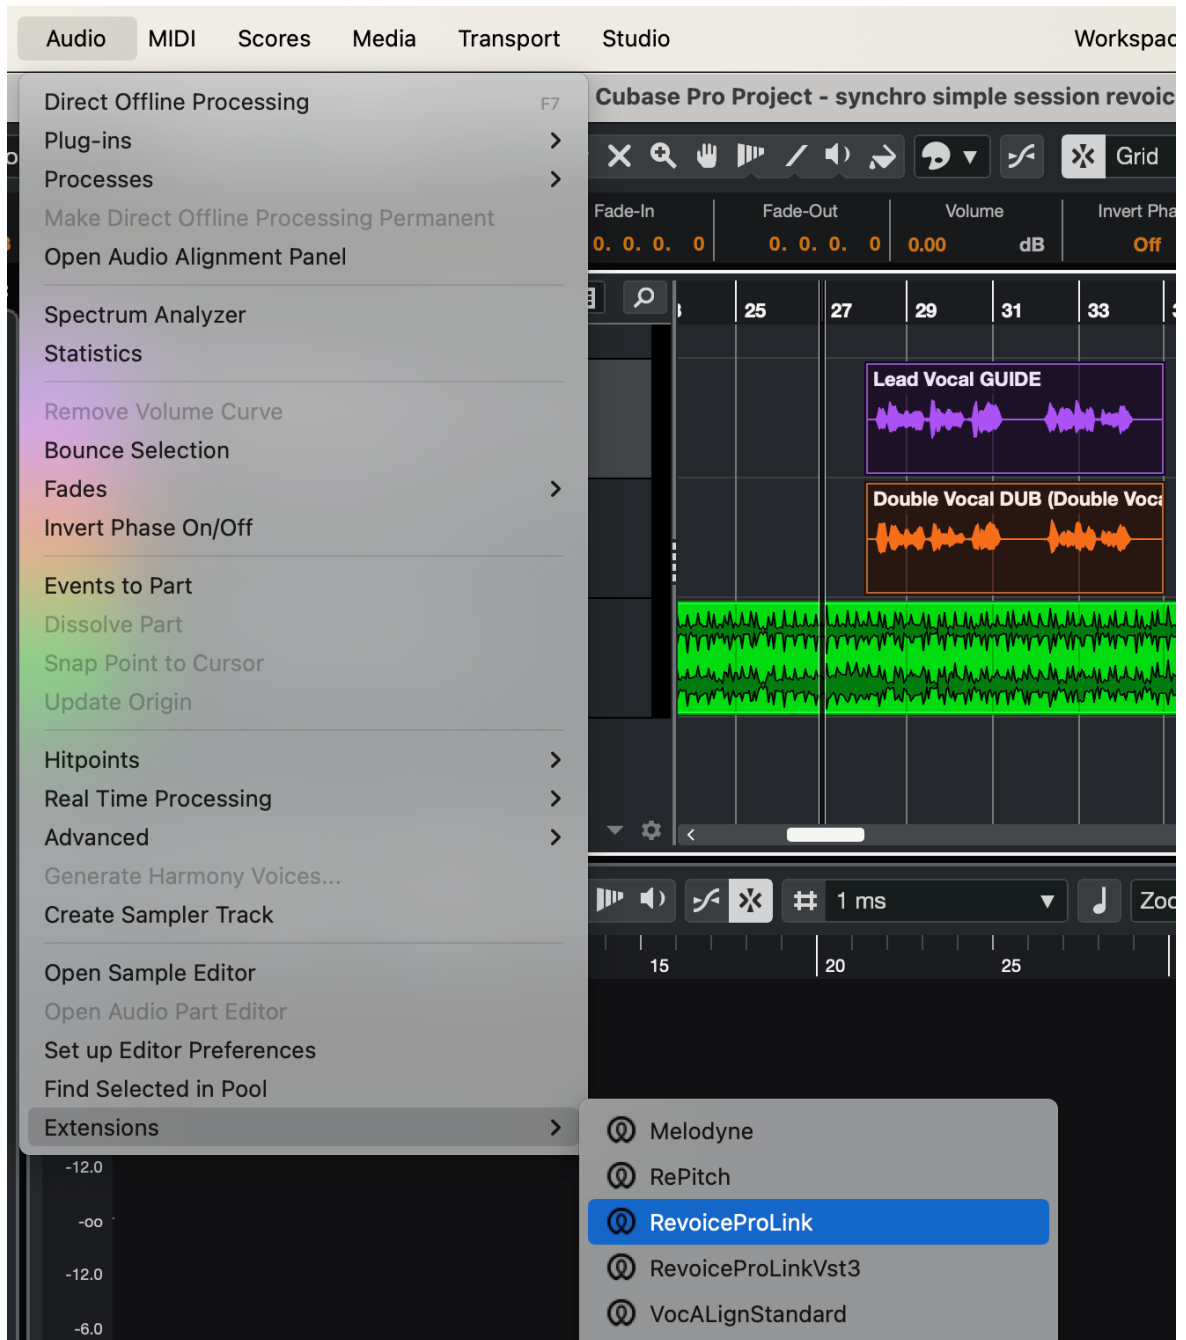 Audio MIDI Scores Media Transport Studio
Direct Offline Processing F7
Plug-ins
Processes
Make Direct Offline Processing Permanent
Open Audio Alignment Panel
Spectrum Analyzer
Statistics
Remove Volume Curve
Bounce Selection
Fades
Invert Phase On/Off
Events to Part
Dissolve Part
Snap Point to Cursor
Update Origin
Hitpoints
Real Time Processing
Advanced
Generate Harmony Voices...
Create Sampler Track
Open Sample Editor
Open Audio Part Editor
Set up Editor Preferences
Find Selected in Pool
Extensions
Melodyne
RePitch
RevoiceProLink
RevoiceProLinkVst3
VocALignStandard
Cubase Pro Project - synchro simple session
Grid
Fade-In Fade-Out Volume Invert
0. 0. 0. 0 0. 0. 0. 0 0.00 dB Off
25 27 29 31 33
Lead Vocal GUIDE
Double Vocal DUB (Double
1 ms
15 20 25
-12.0
-oo
-12.0
-6.0